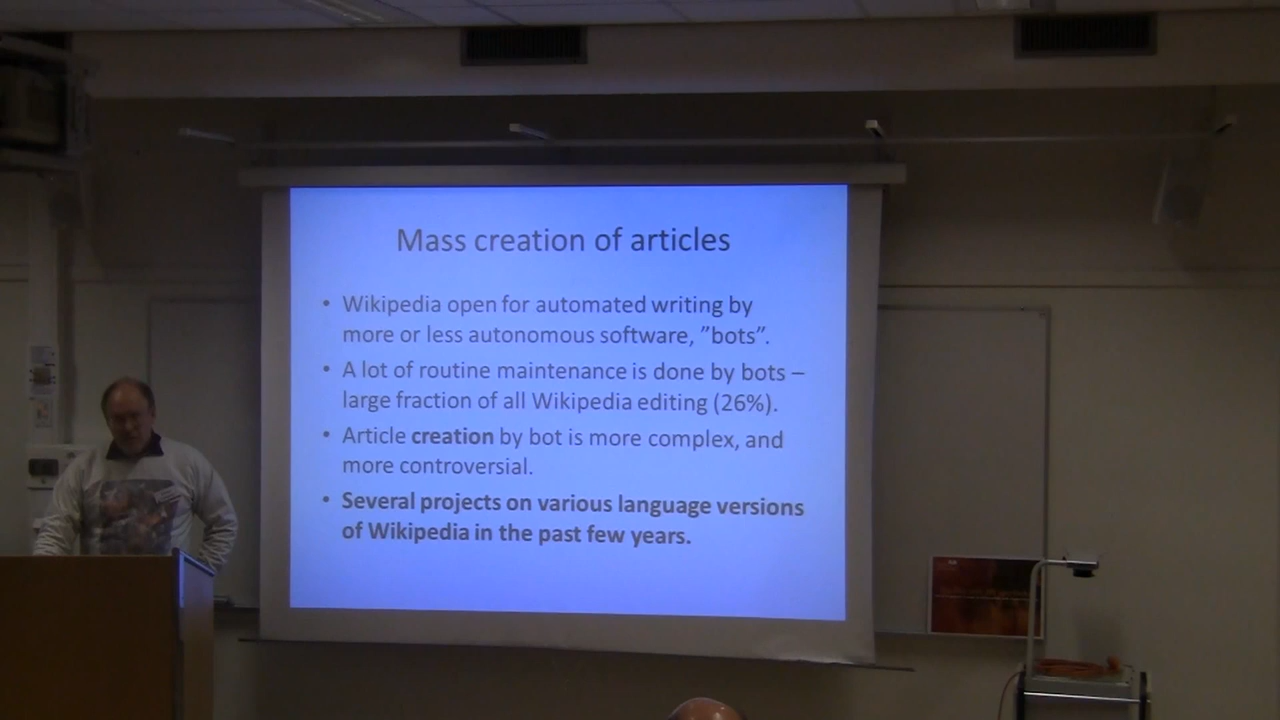 Mass creation of articles
• Wikipedia open for automated writing by
more or less autonomous software, ”bots”.
• A lot of routine maintenance is done by bots –
large fraction of all Wikipedia editing (26%).
• Article creation by bot is more complex, and
more controversial.
• Several projects on various language versions
of Wikipedia in the past few years.